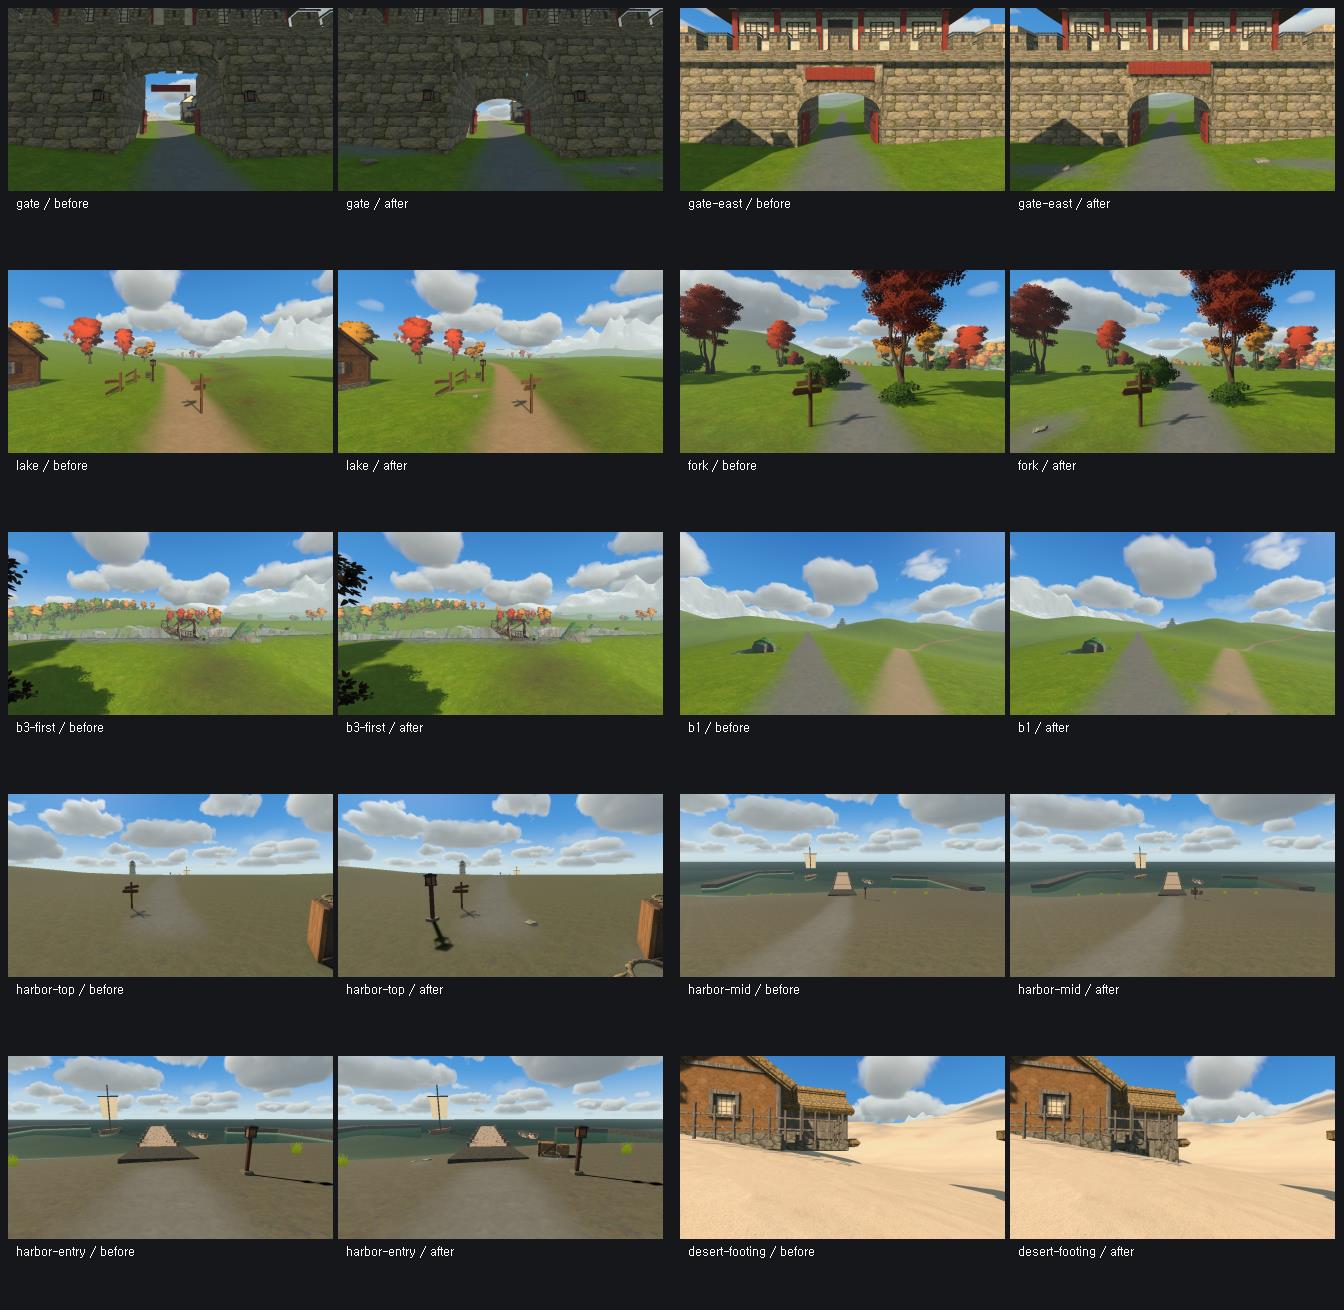 gate / before
gate / after
gate-east / before
gate-east / after
lake / before
lake / after
fork / before
fork / after
b3-first / before
b3-first / after
b1 / before
b1 / after
harbor-top / before
harbor-top / after
harbor-mid / before
harbor-mid / after
harbor-entry / before
harbor-entry / after
desert-footing / before
desert-footing / after